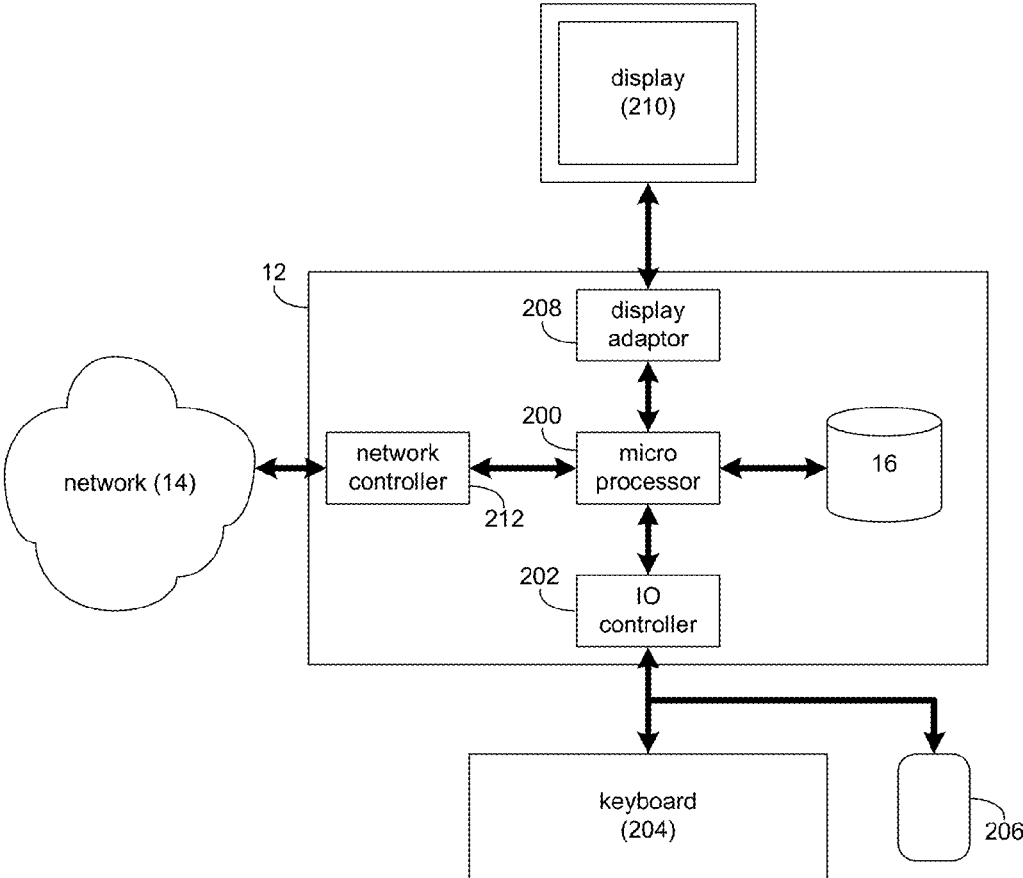 display
(210)
12
208
display
adaptor
200
network (14)
network
controller
micro
processor
16
212
202
IO
controller
keyboard
(204)
206